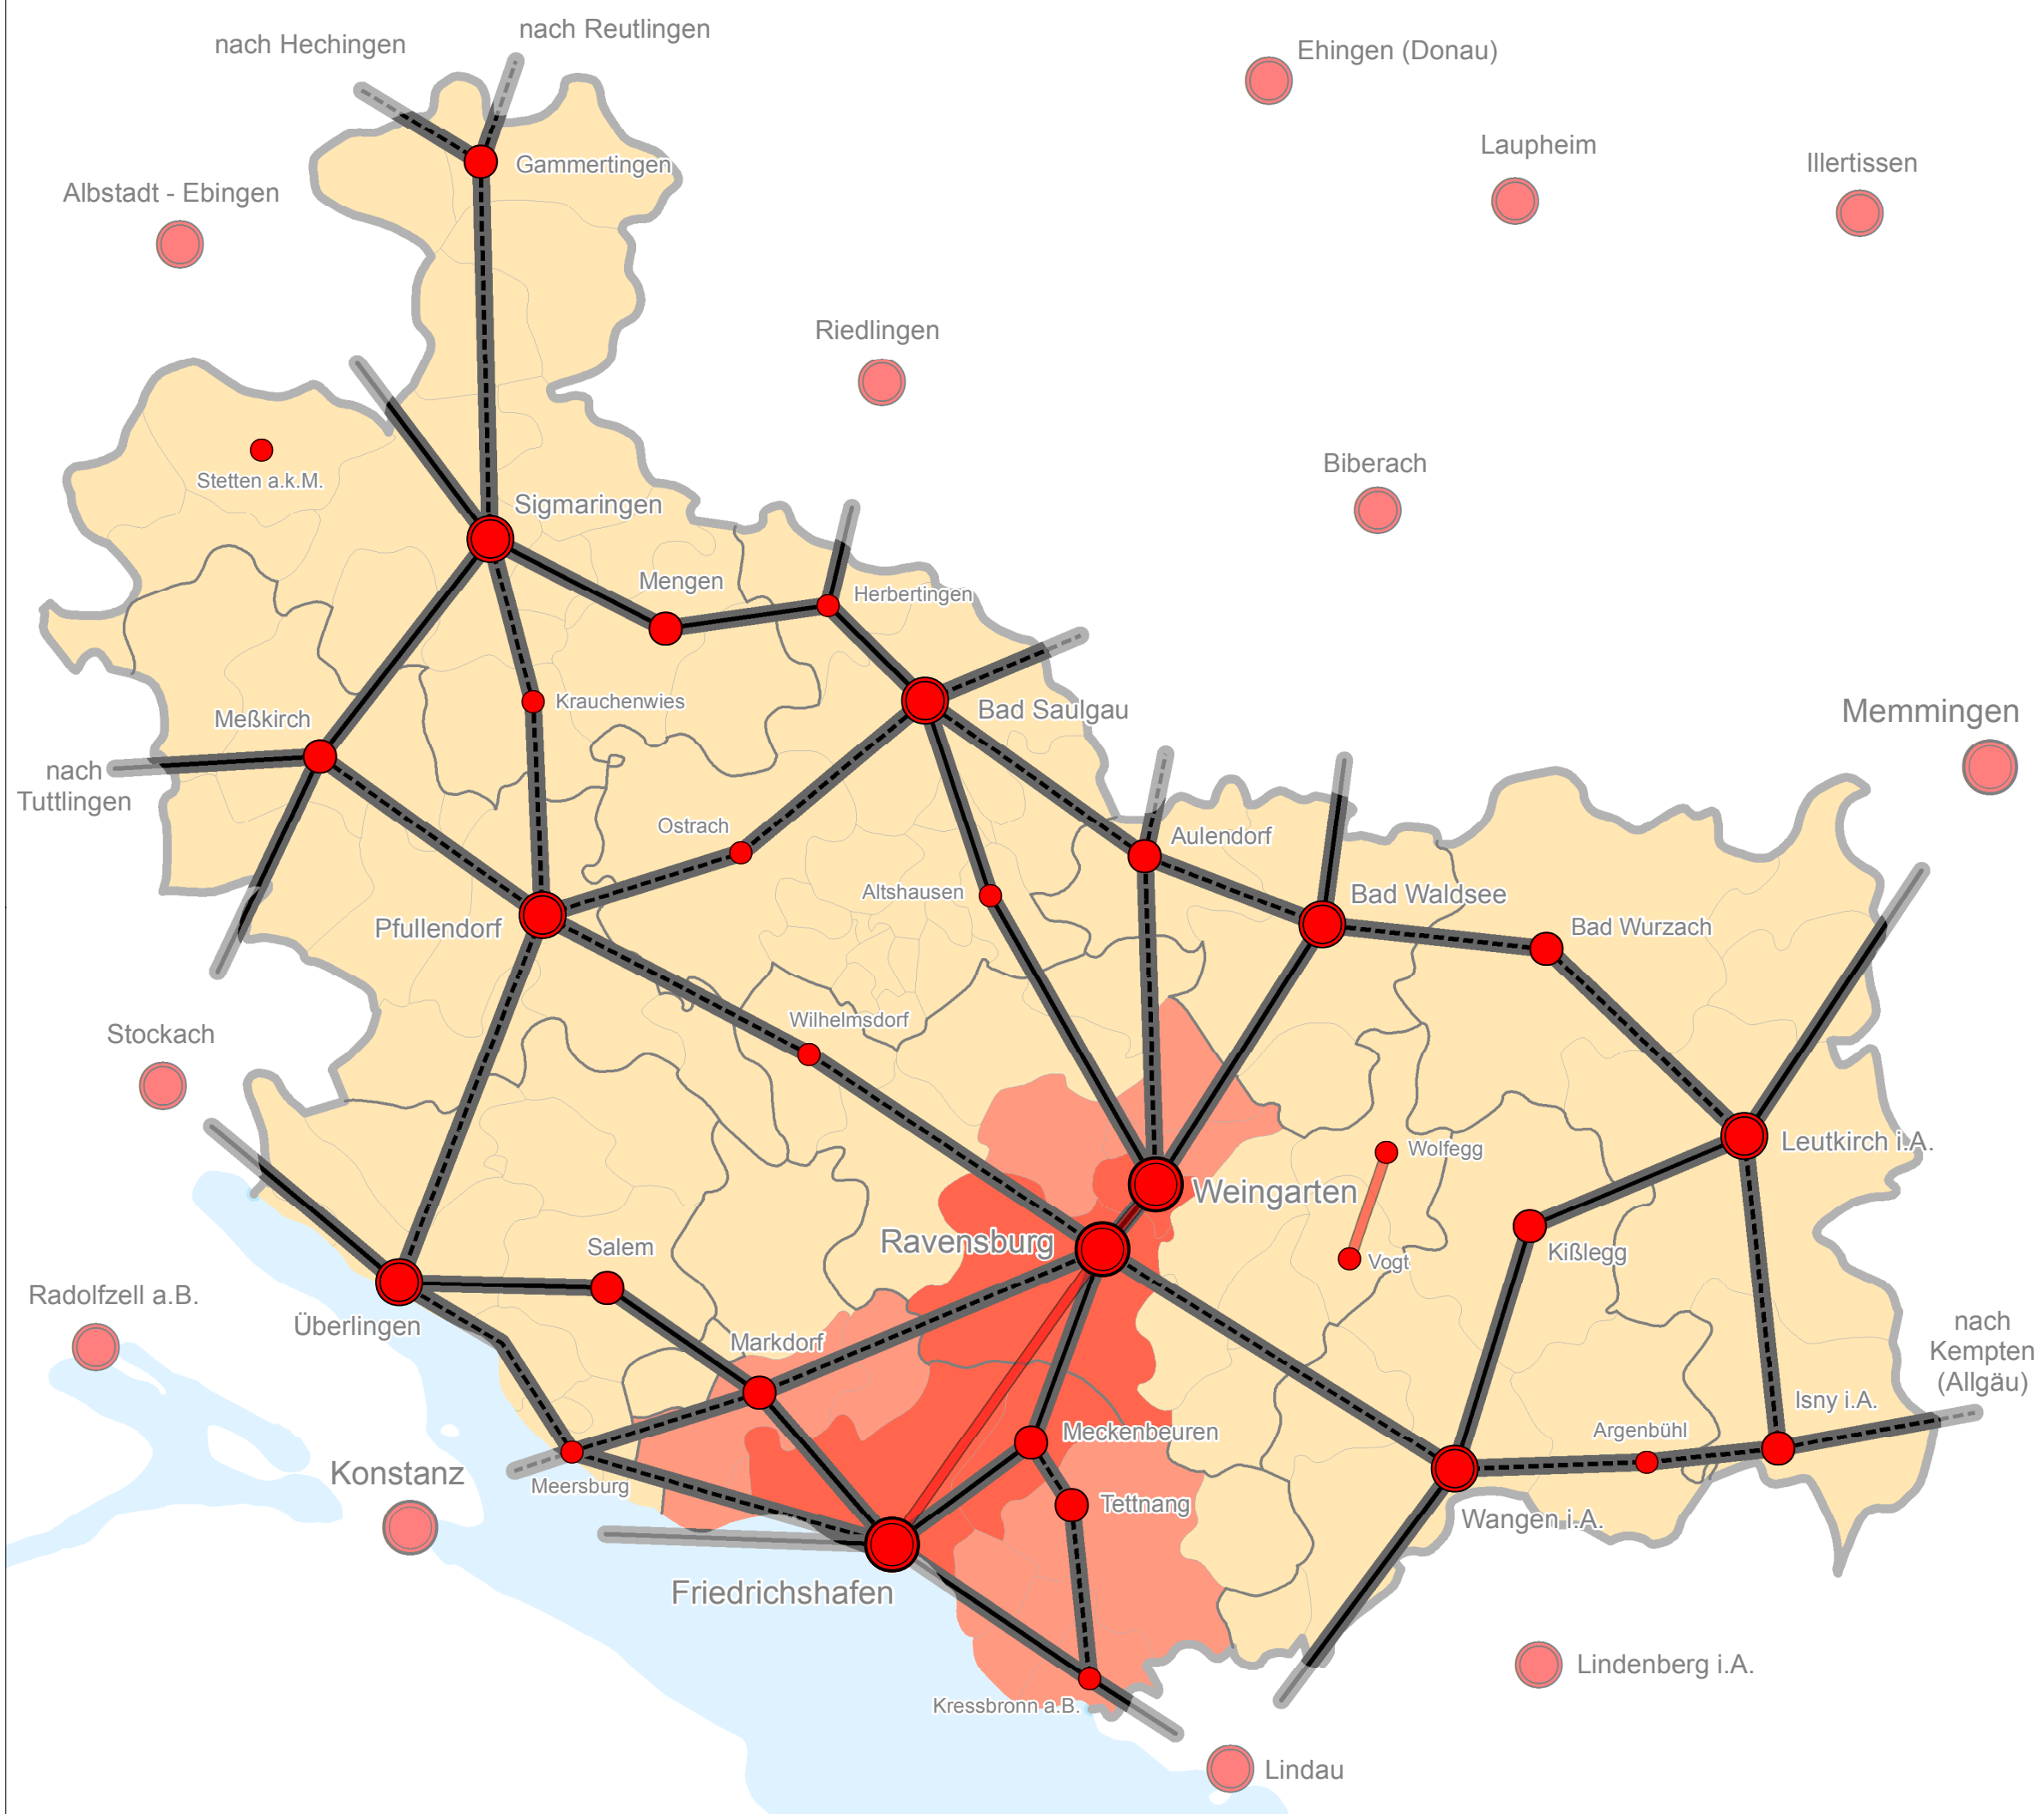 nach Hechingen
nach Reutlingen
Ehingen (Donau)
Laupheim
Illertissen
Gammertingen
Albstadt - Ebingen
Riedlingen
Biberach
Stetten a.k.M.
Sigmaringen
Mengen
Herbertingen
Krauchenwies
Bad Saulgau
Meßkirch
Memmingen
nach
Tuttlingen
Ostrach
Aulendorf
Altshausen
Bad Waldsee
Bad Wurzach
Pfullendorf
Wilhelmsdorf
Stockach
Leutkirch i.A.
Wolfegg
Weingarten
Ravensburg
Salem
Kißlegg
Vogt
Radolfzell a.B.
Überlingen
Markdorf
nach
Kempten
(Allgäu)
Isny i.A.
Argenbühl
Meckenbeuren
Konstanz
Meersburg
Tettnang
Wangen i.A.
Friedrichshafen
Lindenberg i.A.
Kressbronn a.B.
Lindau